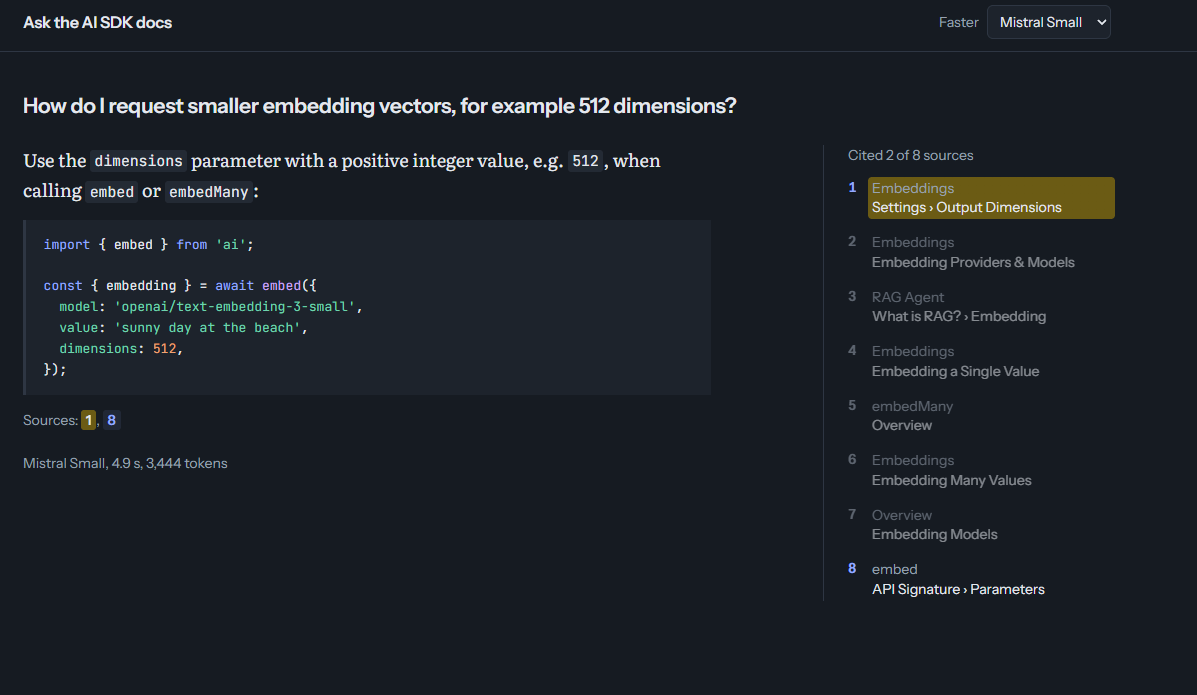 Ask the AI SDK docs
Faster
Mistral Small
How do I request smaller embedding vectors, for example 512 dimensions?
Use the dimensions parameter with a positive integer value, e.g. 512, when
calling embed or embedMany:
import { embed } from 'ai';
const { embedding } = await embed({
  model: 'openai/text-embedding-3-small',
  value: 'sunny day at the beach',
  dimensions: 512,
});
Sources: 1, 8
Mistral Small, 4.9 s, 3,444 tokens
Cited 2 of 8 sources
1 Embeddings
Settings › Output Dimensions
2 Embeddings
Embedding Providers & Models
3 RAG Agent
What is RAG? › Embedding
4 Embeddings
Embedding a Single Value
5 embedMany
Overview
6 Embeddings
Embedding Many Values
7 Overview
Embedding Models
8 embed
API Signature › Parameters